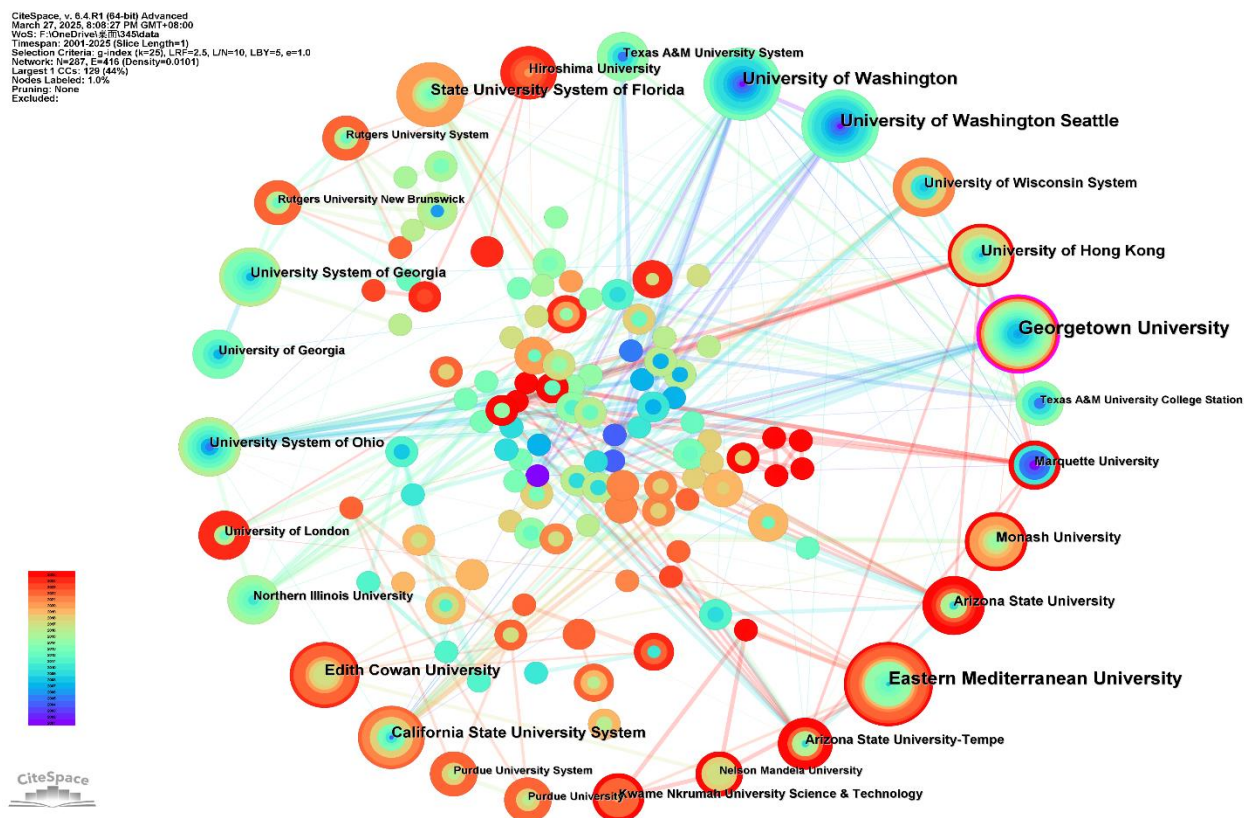 CiteSpace, v. 6.4.R1 (64-bit) Advanced
March 27, 2025, 8:08:27 PM GMT+08:00
WoS: F:\OneDrive\桌面\345\data
Timespan: 2001-2025 (Slice Length=1)
Selection Criteria: g-index (k=25), LRF=2.5, L/N=10, LBY=5, e=1.0
Network: N=287, E=416 (Density=0.0101)
Largest 1 CCs: 129 (44%)
Nodes Labeled: 1.0%
Pruning: None
Excluded:
Texas A&M University System
Hiroshima University
University of Washington
State University System of Florida
University of Washington Seattle
Rutgers University System
University of Wisconsin System
Rutgers University New Brunswick
University of Hong Kong
University System of Georgia
Georgetown University
University of Georgia
Texas A&M University College Station
University System of Ohio
Marquette University
University of London
Monash University
Northern Illinois University
Arizona State University
Edith Cowan University
Eastern Mediterranean University
California State University System
Arizona State University-Tempe
Purdue University System
Nelson Mandela University
Purdue University
Kwame Nkrumah University Science & Technology
CiteSpace